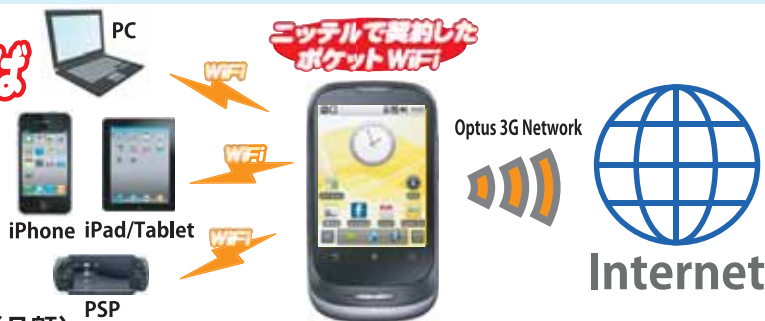 PC
ば
ニッテルで契約した
ポケットWiFi
WiFi
WiFi
WiFi
Optus 3G Network
iPhone
iPad/Tablet
PSP
Internet